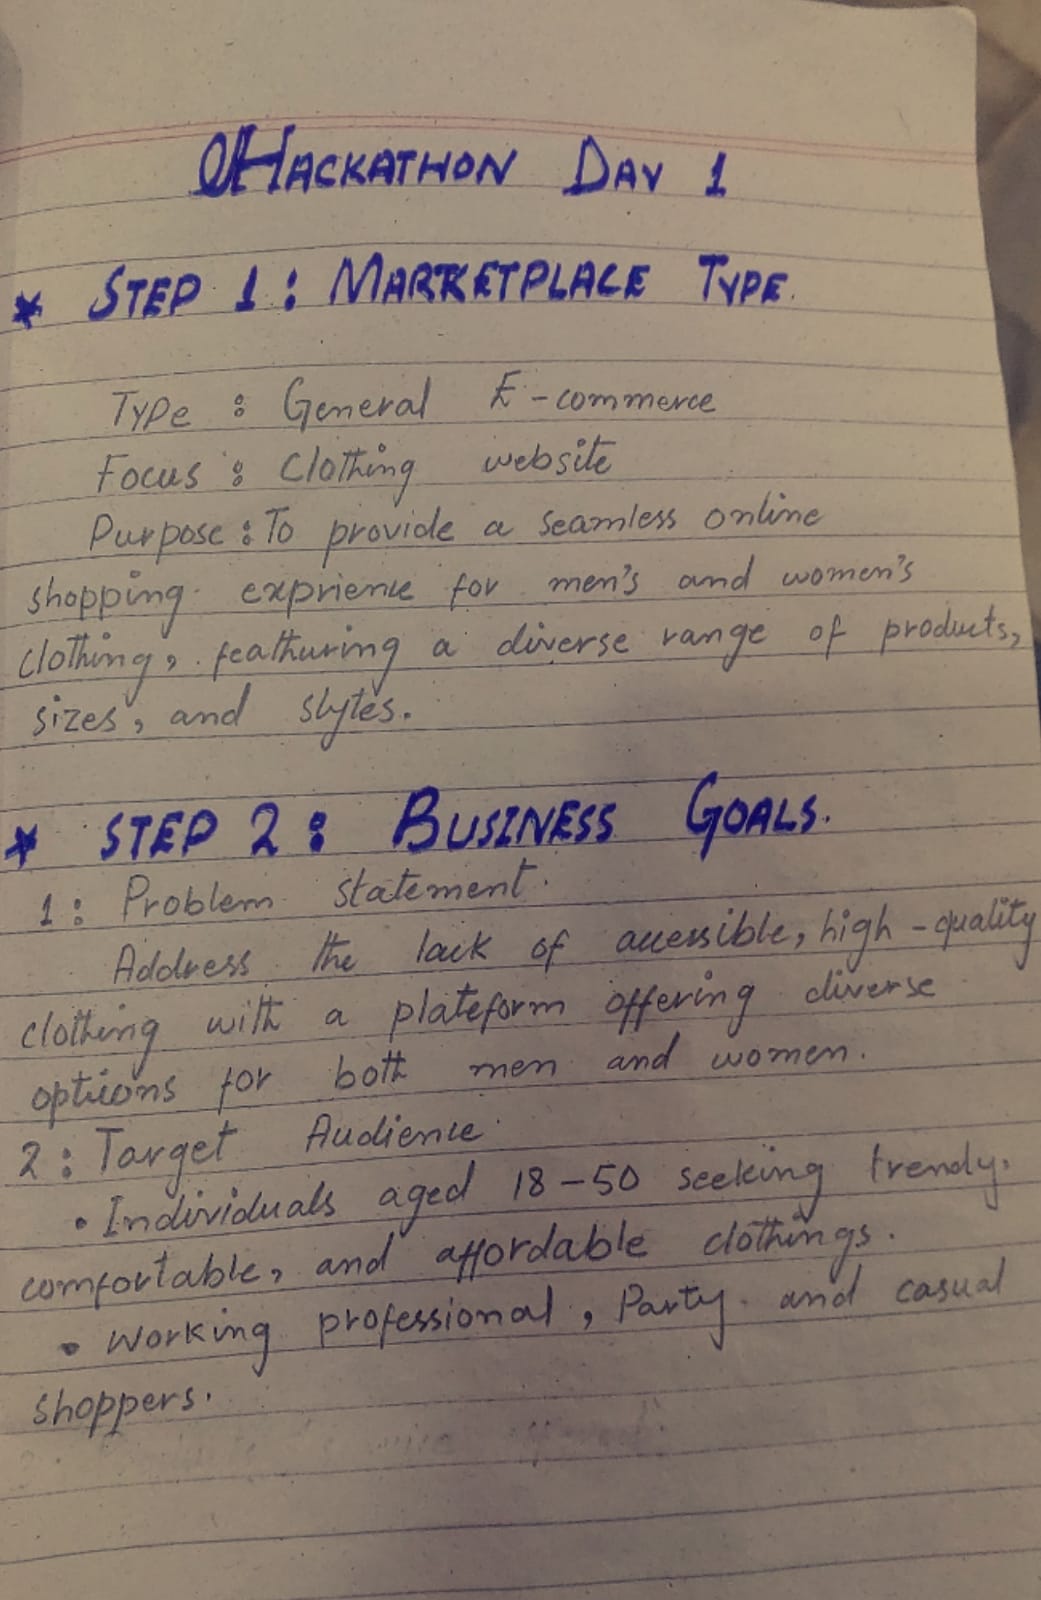 HACKATHON DAY 1
* STEP 1: MARKETPLACE TYPE.
Type: General E-commerce
Focus: Clothing website
Purpose: To provide a seamless online
shopping exprience for men's and women's
clothing, feathuring a diverse range of products,
sizes, and slytes.
* STEP 2: BUSINESS GOALS.
1: Problem statement.
Address the lack of accessible, high-quality
clothing with a plateform offering diverse
options for both men and women.
2: Target Audience.
• Individuals aged 18-50 seeking trendy.
comfortable, and affordable clothings.
• Working professional, Party and casual
shoppers.